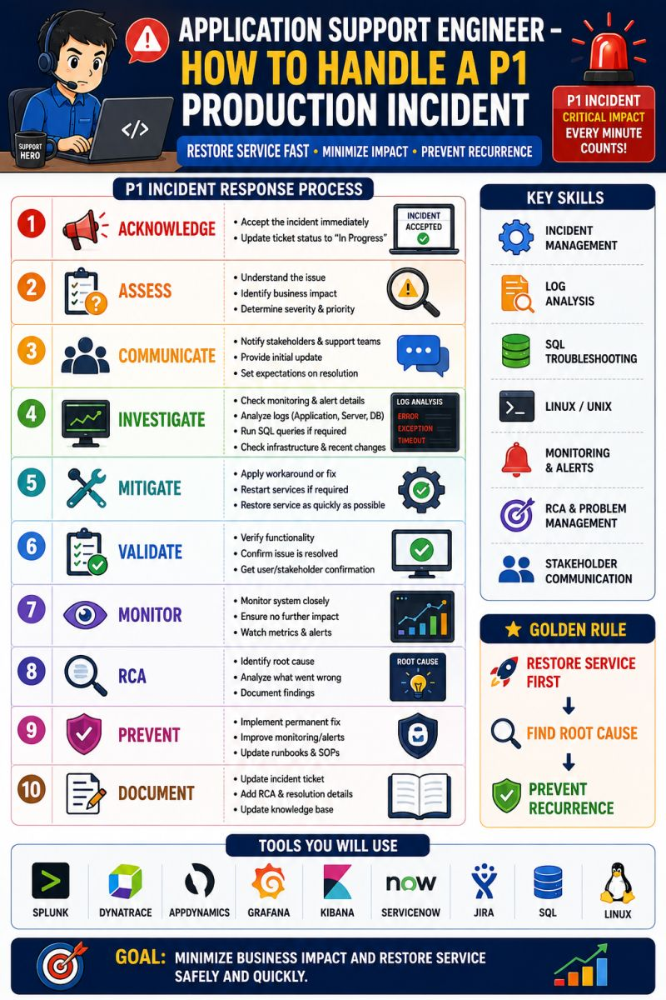 APPLICATION SUPPORT ENGINEER –
HOW TO HANDLE A P1
PRODUCTION INCIDENT
RESTORE SERVICE FAST • MINIMIZE IMPACT • PREVENT RECURRENCE
SUPPORT
HERO
</>
P1 INCIDENT
CRITICAL IMPACT
EVERY MINUTE
COUNTS!
P1 INCIDENT RESPONSE PROCESS
1
ACKNOWLEDGE
• Accept the incident immediately
• Update ticket status to “In Progress”
INCIDENT
ACCEPTED
2
ASSESS
• Understand the issue
• Identify business impact
• Determine severity & priority
3
COMMUNICATE
• Notify stakeholders & support teams
• Provide initial update
• Set expectations on resolution
4
INVESTIGATE
• Check monitoring & alert details
• Analyze logs (Application, Server, DB)
• Run SQL queries if required
• Check infrastructure & recent changes
LOG ANALYSIS
ERROR
EXCEPTION
TIMEOUT
5
MITIGATE
• Apply workaround or fix
• Restart services if required
• Restore service as quickly as possible
6
VALIDATE
• Verify functionality
• Confirm issue is resolved
• Get user/stakeholder confirmation
7
MONITOR
• Monitor system closely
• Ensure no further impact
• Watch metrics & alerts
8
RCA
• Identify root cause
• Analyze what went wrong
• Document findings
ROOT CAUSE
9
PREVENT
• Implement permanent fix
• Improve monitoring/alerts
• Update runbooks & SOPs
10
DOCUMENT
• Update incident ticket
• Add RCA & resolution details
• Update knowledge base
KEY SKILLS
INCIDENT
MANAGEMENT
LOG
ANALYSIS
SQL
TROUBLESHOOTING
LINUX / UNIX
MONITORING
& ALERTS
RCA & PROBLEM
MANAGEMENT
STAKEHOLDER
COMMUNICATION
GOLDEN RULE
RESTORE SERVICE
FIRST
FIND ROOT CAUSE
PREVENT
RECURRENCE
TOOLS YOU WILL USE
SPLUNK
DYNATRACE
APPDYNAMICS
GRAFANA
KIBANA
now
SERVICENOW
JIRA
SQL
LINUX
GOAL: MINIMIZE BUSINESS IMPACT AND RESTORE SERVICE
SAFELY AND QUICKLY.